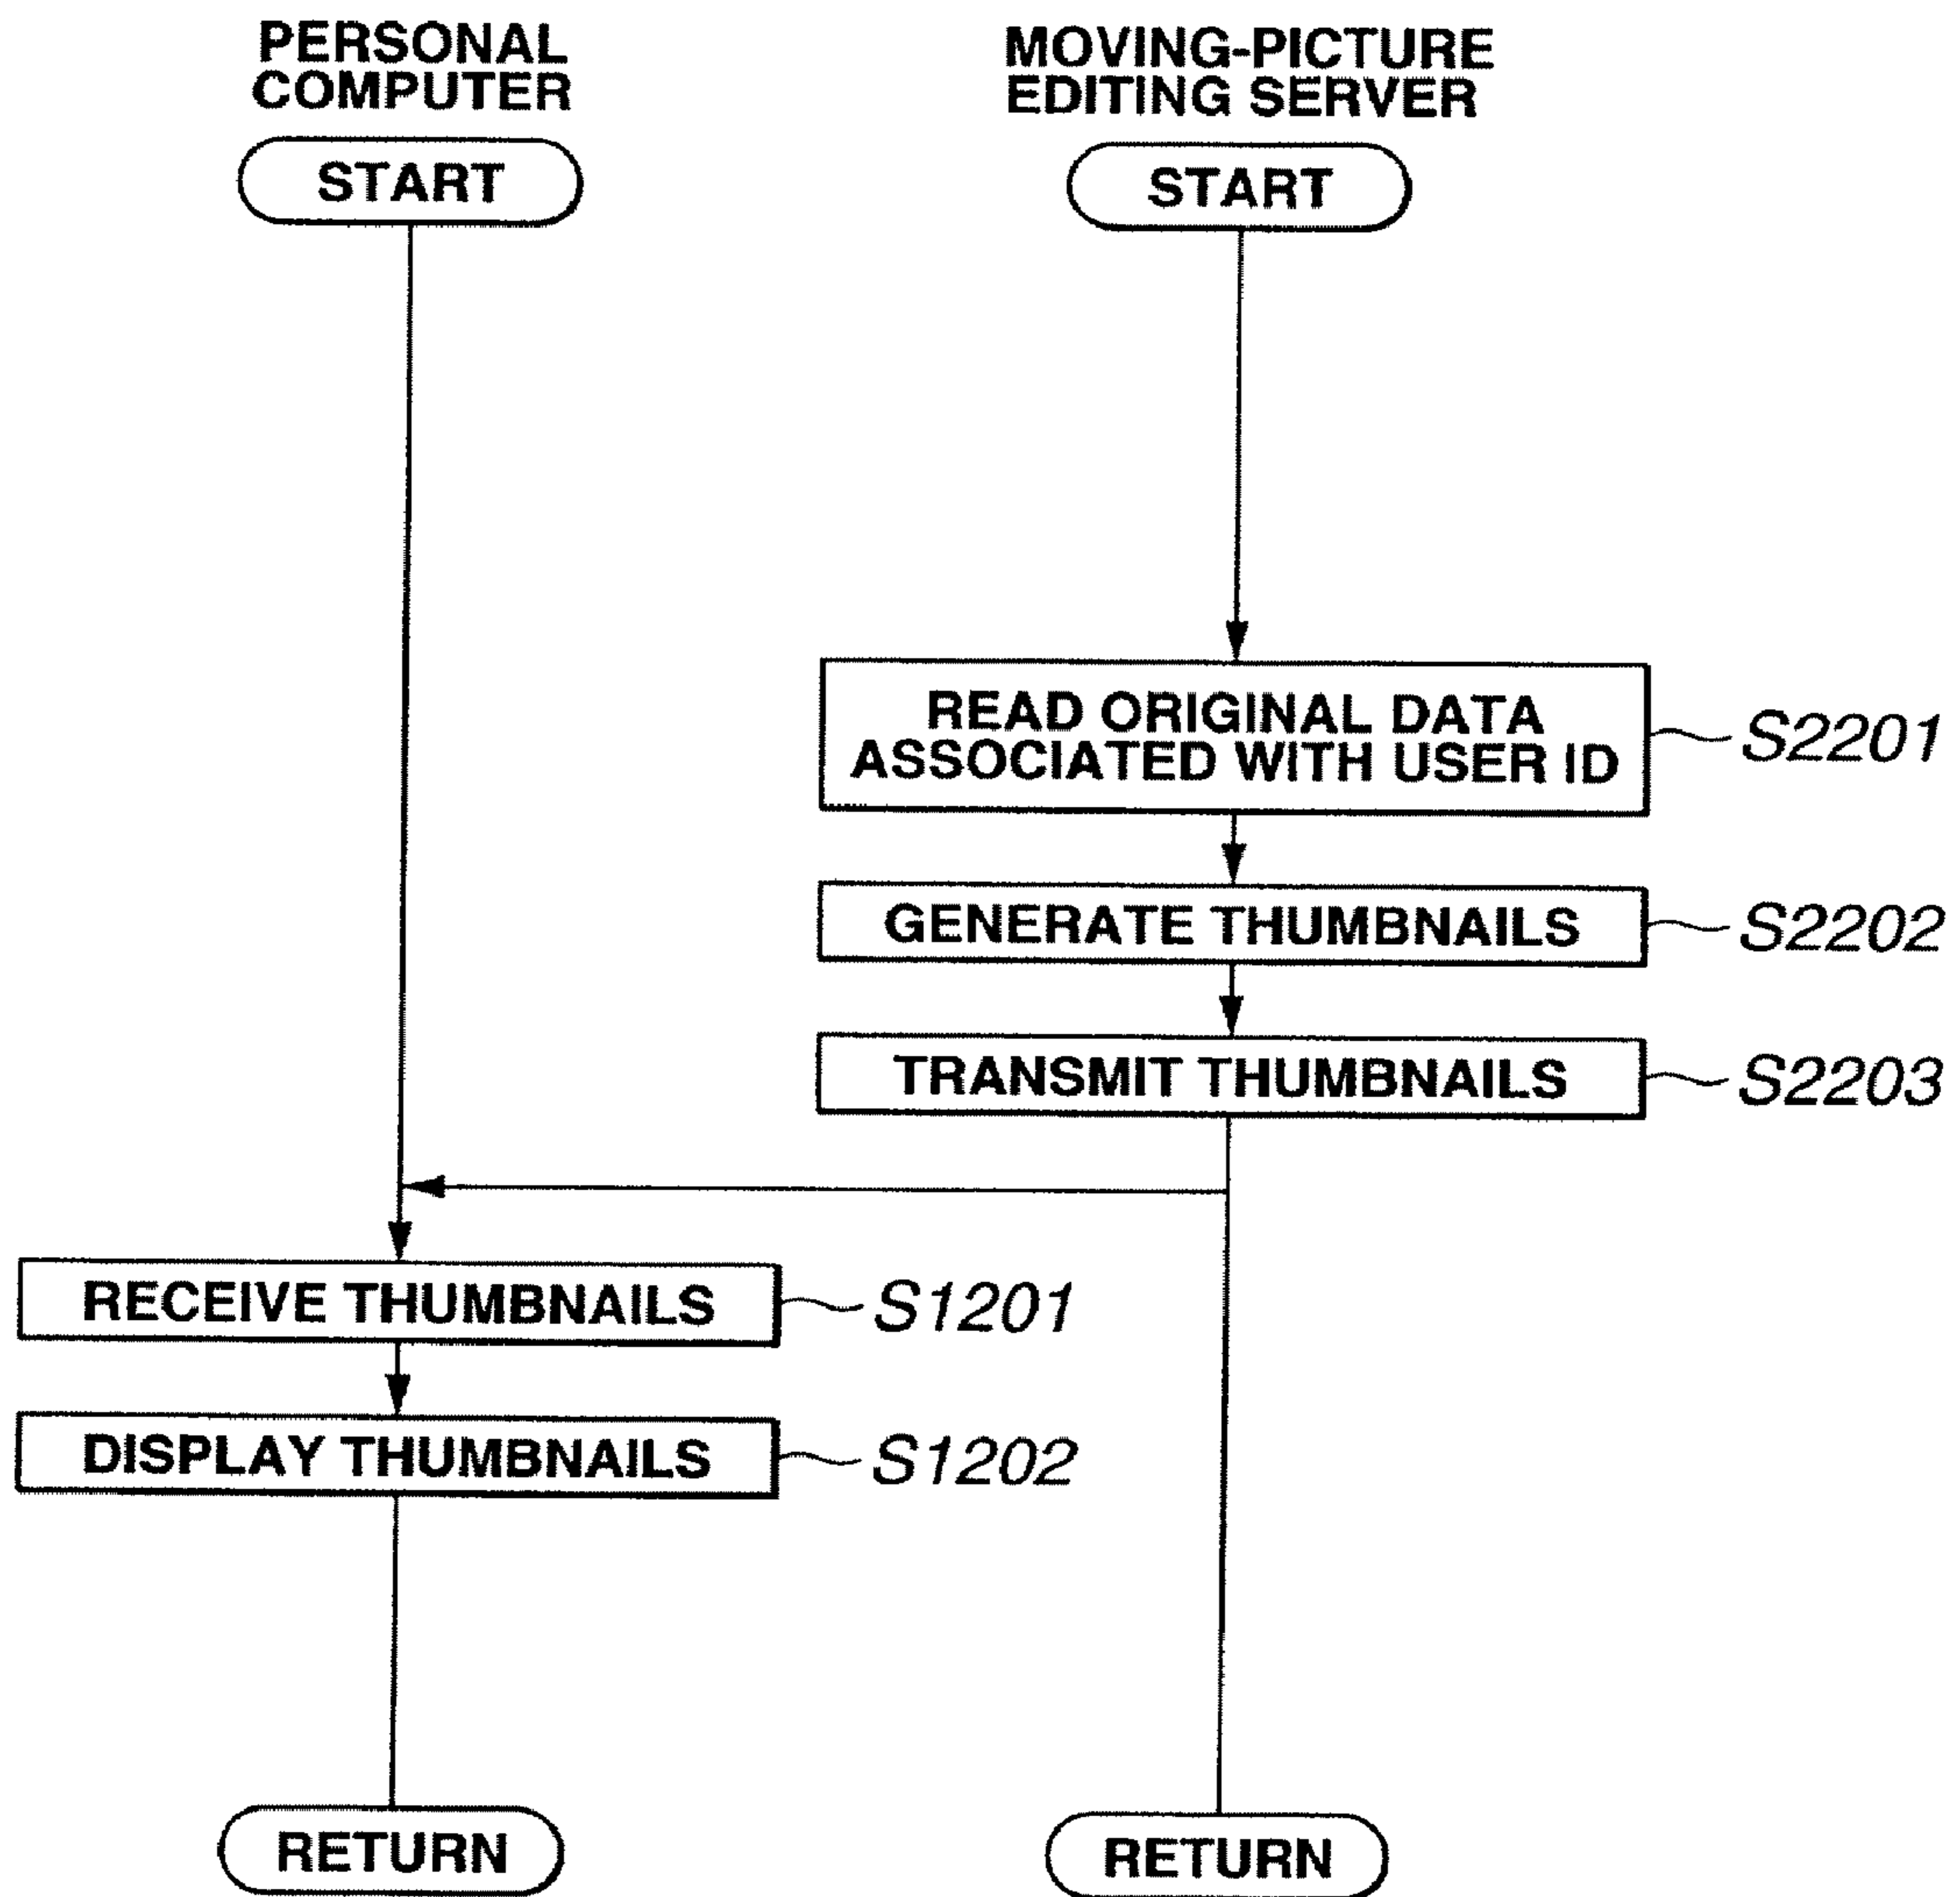 PERSONAL
COMPUTER
START
MOVING-PICTURE
EDITING SERVER
START
READ ORIGINAL DATA
ASSOCIATED WITH USER ID
S2201
GENERATE THUMBNAILS
S2202
TRANSMIT THUMBNAILS
S2203
RECEIVE THUMBNAILS
S1201
DISPLAY THUMBNAILS
S1202
RETURN
RETURN